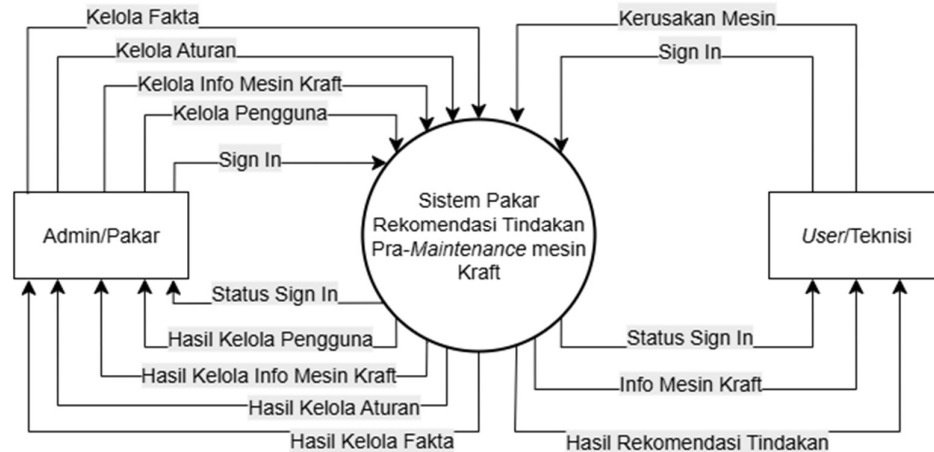 Kelola Fakta
Kerusakan Mesin
Kelola Aturan
Sign In
Kelola Info Mesin Kraft
Kelola Pengguna
Sign In
Admin/Pakar
Sistem Pakar
Rekomendasi Tindakan
Pra-Maintenance mesin
Kraft
User/Teknisi
Status Sign In
Hasil Kelola Pengguna
Status Sign In
Hasil Kelola Info Mesin Kraft
Info Mesin Kraft
Hasil Kelola Aturan
Hasil Kelola Fakta
Hasil Rekomendasi Tindakan